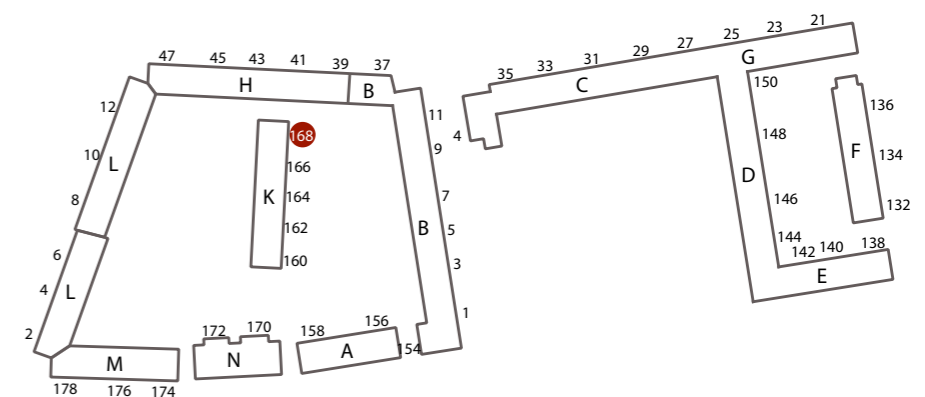 47 45 43 41 39 37
H B
12 10 8
L
6 4 2
L
168
166
K 164
162
160
11
9
7
B 5
3
1
172 170 158 156 154
M N A
178 176 174
35 33 31 29 27 25 23 21
C G
4
150
148
D
146
144
142 140 138
E
136
F 134
132